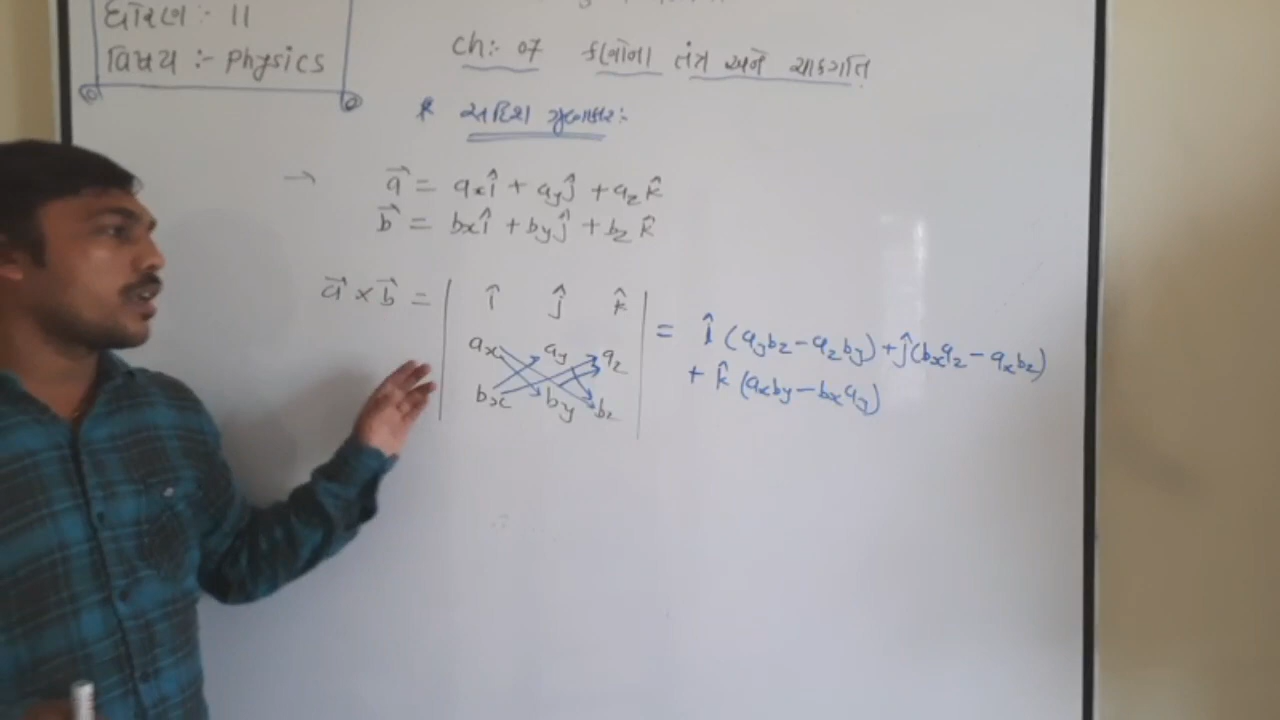 ધોરણ :- 11
વિષય :- Physics
Ch:- 07 કણોના તંત્ર અને ચાકગતિ
* સદિશ ગુણાકાર:-
→ a⃗ = axî + ayĵ + azk̂
b⃗ = bxî + byĵ + bzk̂
a⃗ × b⃗ = | î ĵ k̂ | = î (aybz − azby) + ĵ (bxaz − axbz)
ax ay az + k̂ (axby − bxay)
bx by bz